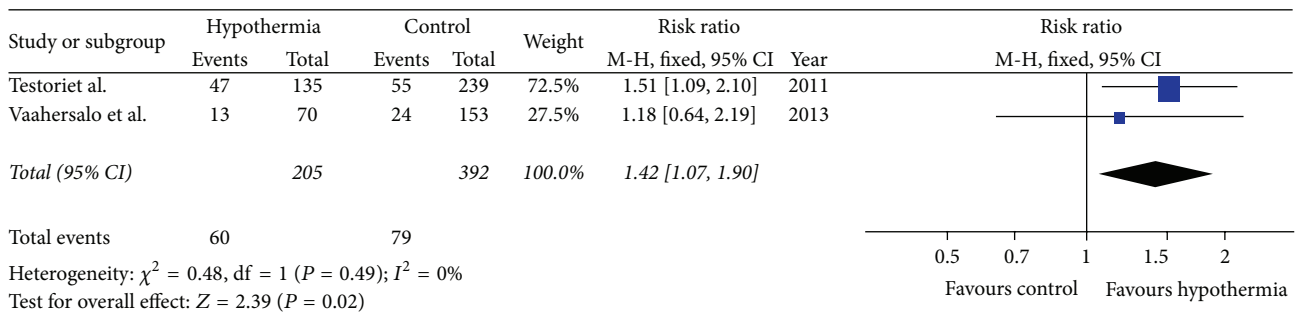 Study or subgroup Hypothermia Control Weight Risk ratio Risk ratio
Events Total Events Total M-H, fixed, 95% CI Year M-H, fixed, 95% CI
Testoriet al. 47 135 55 239 72.5% 1.51 [1.09, 2.10] 2011
Vaahersalo et al. 13 70 24 153 27.5% 1.18 [0.64, 2.19] 2013
Total (95% CI) 205 392 100.0% 1.42 [1.07, 1.90]
Total events 60 79
0.5 0.7 1 1.5 2
Heterogeneity: χ² = 0.48, df = 1 (P = 0.49); I² = 0%
Favours control Favours hypothermia
Test for overall effect: Z = 2.39 (P = 0.02)